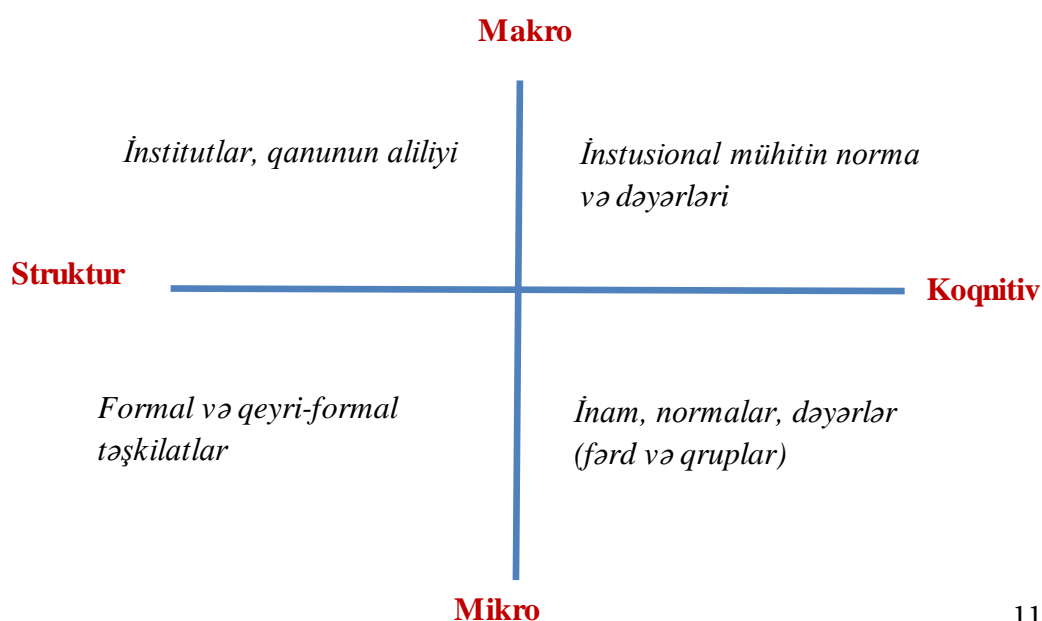 Makro
İnstitutlar, qanunun aliliyi
İnstusional mühitin norma
və dəyərləri
Struktur
Koqnitiv
Formal və qeyri-formal
təşkilatlar
İnam, normalar, dəyərlər
(fərd və qruplar)
Mikro
11